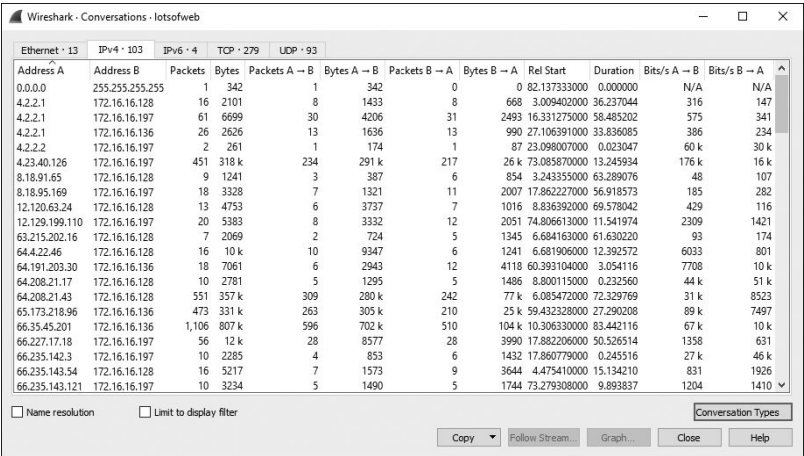 Wireshark · Conversations · lotsofweb
Ethernet · 13 IPv4 · 103 IPv6 · 4 TCP · 279 UDP · 93
Address A Address B Packets Bytes Packets A → B Bytes A → B Packets B → A Bytes B → A Rel Start Duration Bits/s A → B Bits/s B → A
0.0.0.0 255.255.255.255 1 342 1 342 0 0 82.137333000 0.000000 N/A N/A
4.2.2.1 172.16.16.128 16 2101 8 1433 8 668 3.009402000 36.237044 316 147
4.2.2.1 172.16.16.197 61 6699 30 4206 31 2493 16.331275000 58.485202 575 341
4.2.2.1 172.16.16.136 26 2626 13 1636 13 990 27.106391000 33.836085 386 234
4.2.2.2 172.16.16.197 2 261 1 174 1 87 23.098007000 0.023047 60 k 30 k
4.23.40.126 172.16.16.197 451 318 k 234 291 k 217 26 k 73.085870000 13.245934 176 k 16 k
8.18.91.65 172.16.16.128 9 1241 3 387 6 854 3.243355000 63.289076 48 107
8.18.95.169 172.16.16.197 18 3328 7 1321 11 2007 17.862227000 56.918573 185 282
12.120.63.24 172.16.16.128 13 4753 6 3737 7 1016 8.836392000 69.578042 429 116
12.129.199.110 172.16.16.197 20 5383 8 3332 12 2051 74.806613000 11.541974 2309 1421
63.215.202.16 172.16.16.128 7 2069 2 724 5 1345 6.684163000 61.630220 93 174
64.4.22.46 172.16.16.128 16 10 k 10 9347 6 1241 6.681906000 12.392572 6033 801
64.191.203.30 172.16.16.136 18 7061 6 2943 12 4118 60.393104000 3.054116 7708 10 k
64.208.21.17 172.16.16.128 10 2781 5 1295 5 1486 8.800115000 0.232560 44 k 51 k
64.208.21.43 172.16.16.128 551 357 k 309 280 k 242 77 k 6.085472000 72.329769 31 k 8523
65.173.218.96 172.16.16.136 473 331 k 263 305 k 210 25 k 59.432328000 27.290208 89 k 7497
66.35.45.201 172.16.16.136 1,106 807 k 596 702 k 510 104 k 10.306330000 83.442116 67 k 10 k
66.227.17.18 172.16.16.197 56 12 k 28 8577 28 3990 17.882206000 50.526514 1358 631
66.235.142.3 172.16.16.197 10 2285 4 853 6 1432 17.860779000 0.245516 27 k 46 k
66.235.143.54 172.16.16.128 16 5217 7 1573 9 3644 4.475410000 15.134210 831 1926
66.235.143.121 172.16.16.197 10 3234 5 1490 5 1744 73.279308000 9.893837 1204 1410
Name resolution Limit to display filter Conversation Types
Copy Follow Stream... Graph... Close Help